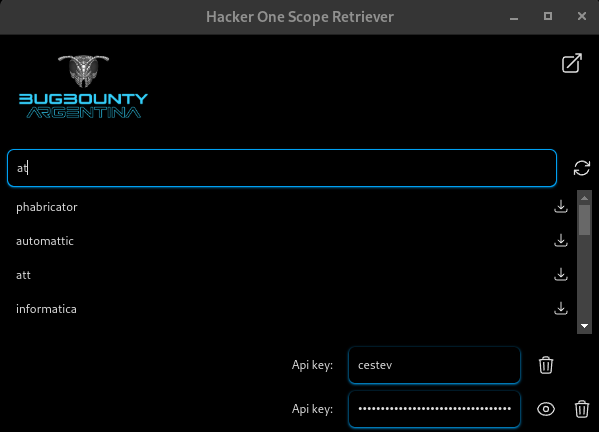 Hacker One Scope Retriever
BUGBOUNTY
ARGENTINA
at
phabricator
automattic
att
informatica
Api key: cestev
Api key: ••••••••••••••••••••••••••••••••••